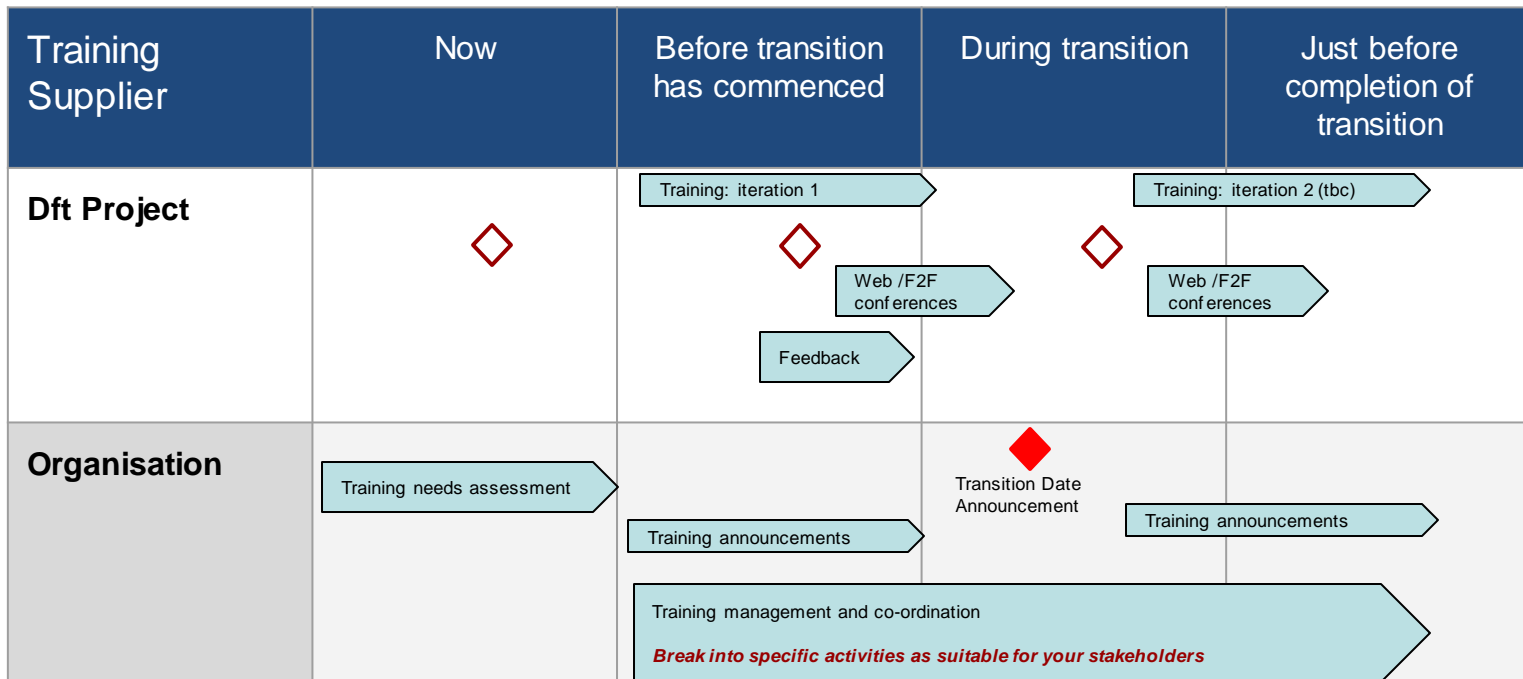 Training
Supplier
Now
Before transition
has commenced
During transition
Just before
completion of
transition
Dft Project
Training: iteration 1
Training: iteration 2 (tbc)
Web /F2F
conferences
Web /F2F
conferences
Feedback
Organisation
Training needs assessment
Transition Date
Announcement
Training announcements
Training announcements
Training management and co-ordination
Break into specific activities as suitable for your stakeholders